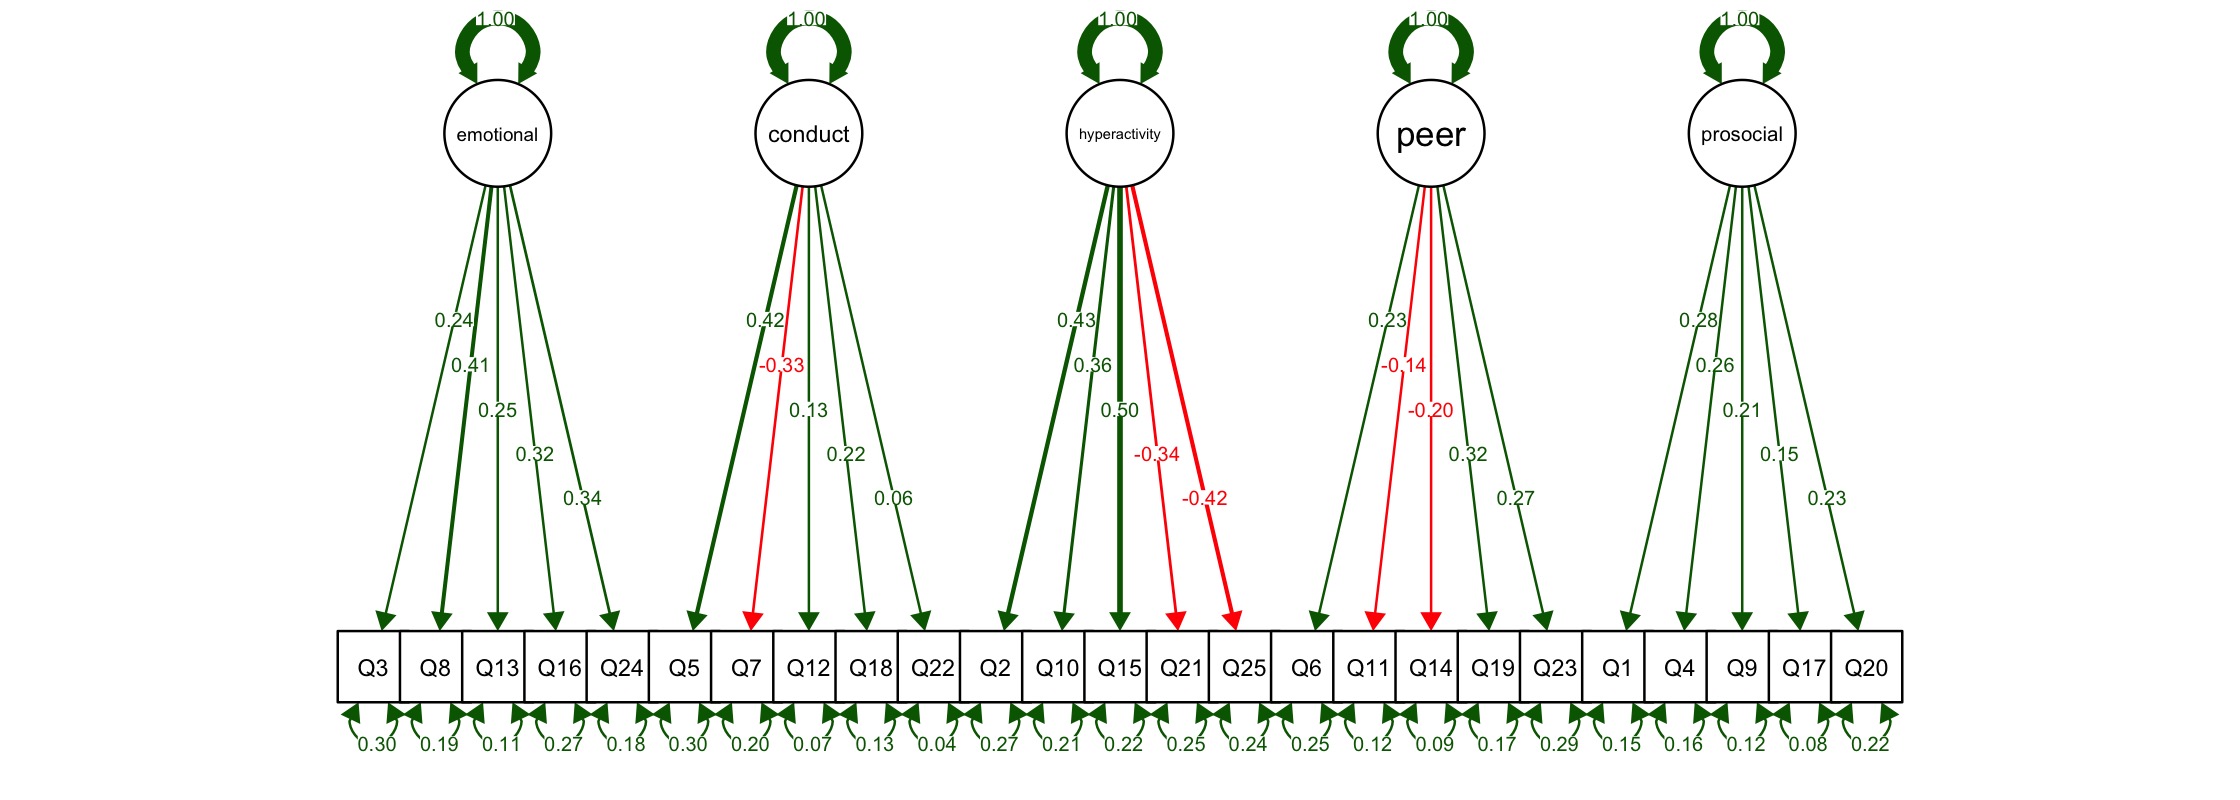 1.00 1.00 1.00 1.00 1.00
emotional conduct hyperactivity peer prosocial
0.24 0.42 0.43 0.23 0.28
0.41 -0.33 0.36 -0.14 0.26
0.25 0.13 0.50 -0.20 0.21
0.32 0.22 -0.34 0.32 0.15
0.34 0.06 -0.42 0.27 0.23
Q3 Q8 Q13 Q16 Q24 Q5 Q7 Q12 Q18 Q22 Q2 Q10 Q15 Q21 Q25 Q6 Q11 Q14 Q19 Q23 Q1 Q4 Q9 Q17 Q20
0.30 0.19 0.11 0.27 0.18 0.30 0.20 0.07 0.13 0.04 0.27 0.21 0.22 0.25 0.24 0.25 0.12 0.09 0.17 0.29 0.15 0.16 0.12 0.08 0.22